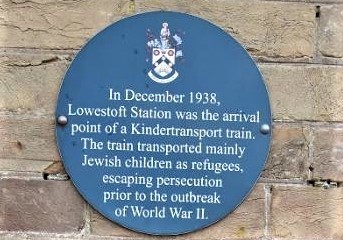 In December 1938,
Lowestoft Station was the arrival
point of a Kindertransport train.
The train transported mainly
Jewish children as refugees,
escaping persecution
prior to the outbreak
of World War II.